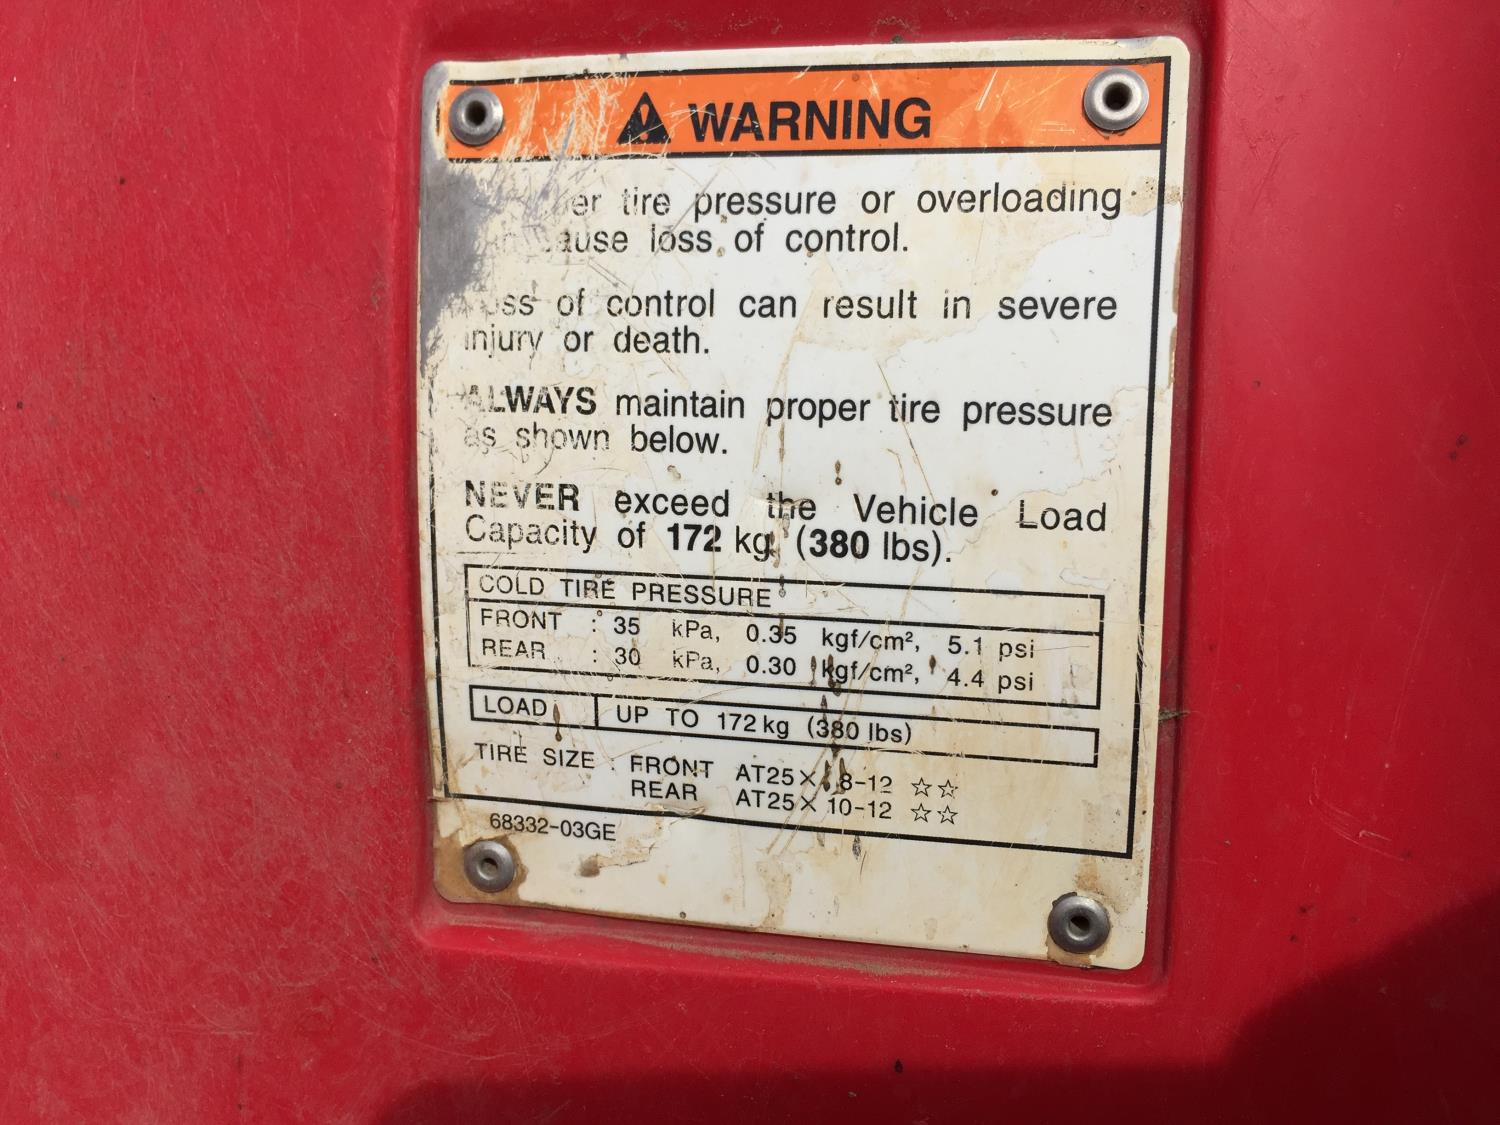 WARNING
tire pressure or overloading
cause loss of control.
Loss of control can result in severe
injury or death.
ALWAYS maintain proper tire pressure
as shown below.
NEVER exceed the Vehicle Load
Capacity of 172 kg (380 lbs).
COLD TIRE PRESSURE
FRONT : 35 kPa, 0.35 kgf/cm², 5.1 psi
REAR : 30 kPa, 0.30 kgf/cm², 4.4 psi
LOAD UP TO 172 kg (380 lbs)
TIRE SIZE : FRONT AT25× 8-12 ☆☆
REAR AT25×10-12 ☆☆
68332-03GE